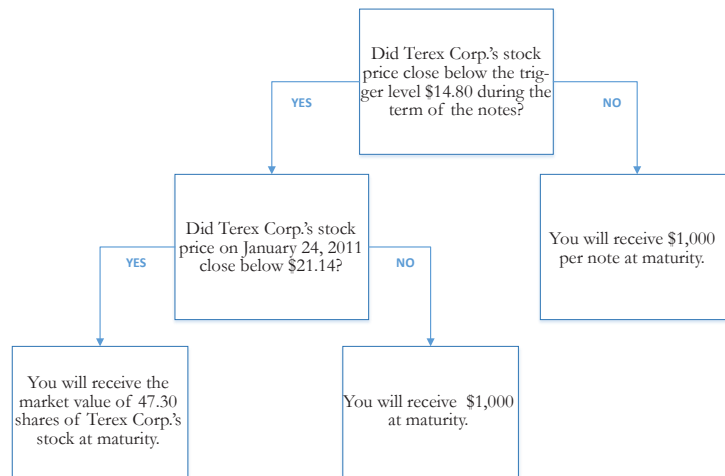 Did Terex Corp.'s stock
price close below the trig-
ger level $14.80 during the
term of the notes?
YES
NO
Did Terex Corp.'s stock
price on January 24, 2011
close below $21.14?
You will receive $1,000
per note at maturity.
YES
NO
You will receive the
market value of 47.30
shares of Terex Corp.'s
stock at maturity.
You will receive $1,000
at maturity.